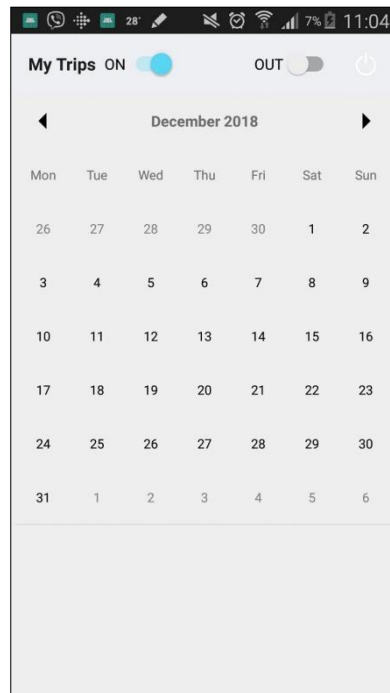 28° 7% 11:04
My Trips ON OUT
December 2018
Mon Tue Wed Thu Fri Sat Sun
26 27 28 29 30 1 2
3 4 5 6 7 8 9
10 11 12 13 14 15 16
17 18 19 20 21 22 23
24 25 26 27 28 29 30
31 1 2 3 4 5 6